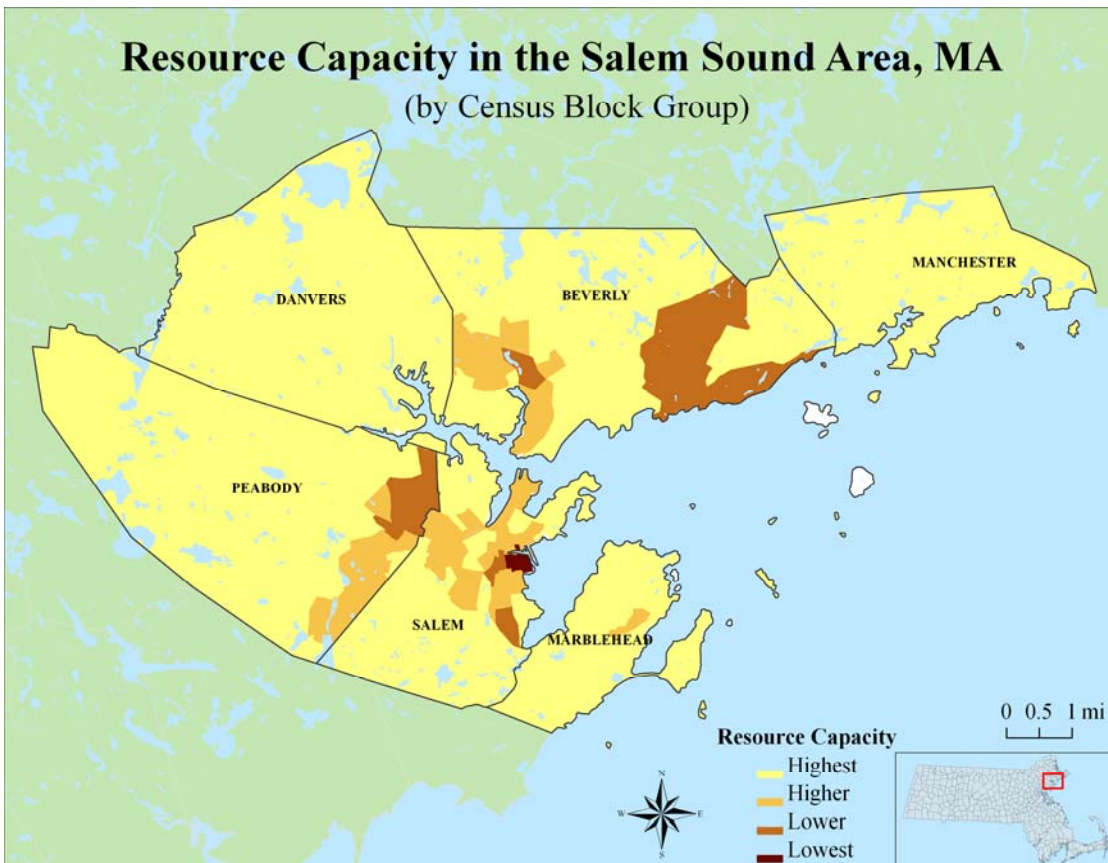 Resource Capacity in the Salem Sound Area, MA
(by Census Block Group)
MANCHESTER
DANVERS
BEVERLY
PEABODY
SALEM
MARBLEHEAD
0 0.5 1 mi
Resource Capacity
Highest
Higher
Lower
Lowest
N
W E
S